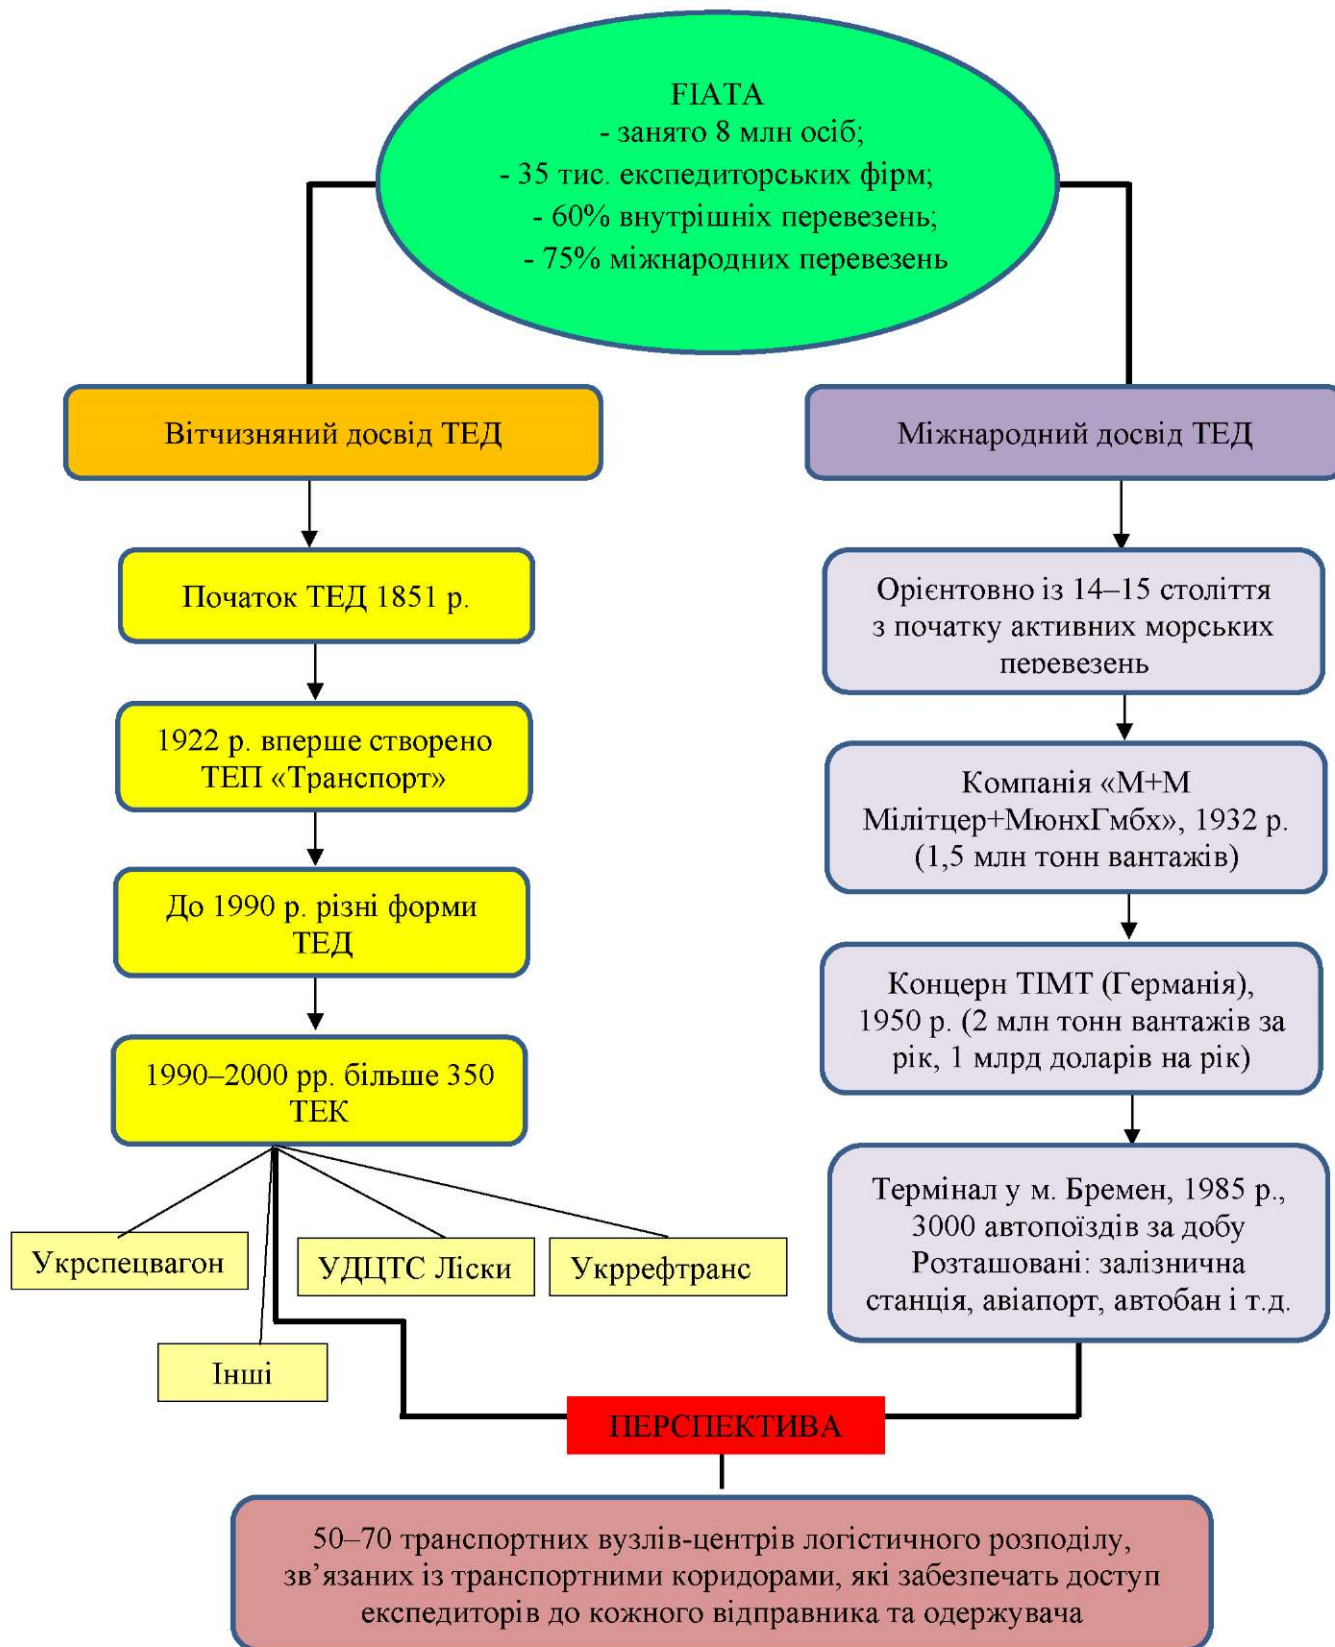 FIATA
- занято 8 млн осіб;
- 35 тис. експедиторських фірм;
- 60% внутрішніх перевезень;
- 75% міжнародних перевезень
Вітчизняний досвід ТЕД
Початок ТЕД 1851 р.
1922 р. вперше створено
ТЕП «Транспорт»
До 1990 р. різні форми
ТЕД
1990–2000 рр. більше 350
ТЕК
Укрспецвагон
УДЦТС Ліски
Укррефтранс
Інші
Міжнародний досвід ТЕД
Орієнтовно із 14–15 століття
з початку активних морських
перевезень
Компанія «М+М
Мілітцер+МюнхГмбх», 1932 р.
(1,5 млн тонн вантажів)
Концерн ТІМТ (Германія),
1950 р. (2 млн тонн вантажів за
рік, 1 млрд доларів на рік)
Термінал у м. Бремен, 1985 р.,
3000 автопоїздів за добу
Розташовані: залізнична
станція, авіапорт, автобан і т.д.
ПЕРСПЕКТИВА
50–70 транспортних вузлів-центрів логістичного розподілу,
зв’язаних із транспортними коридорами, які забезпечать доступ
експедиторів до кожного відправника та одержувача